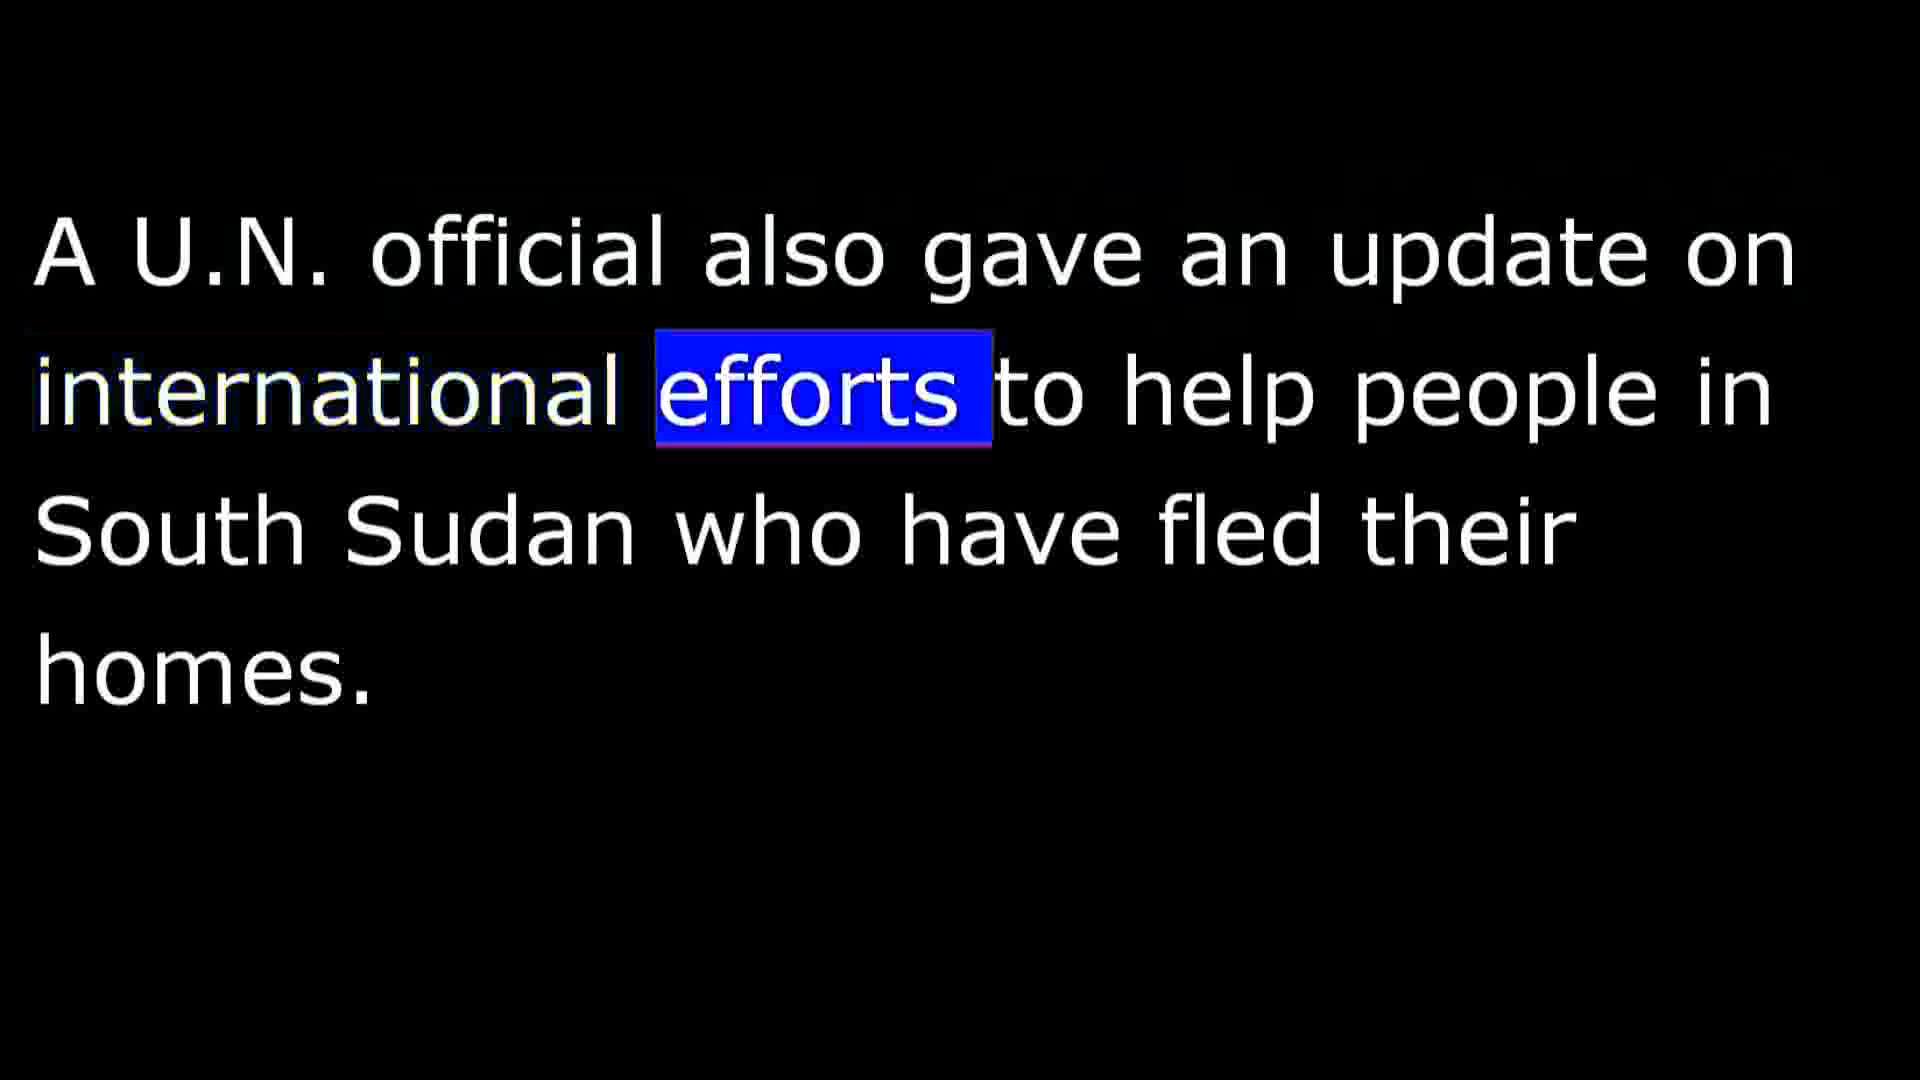 A U.N. official also gave an update on
international efforts to help people in
South Sudan who have fled their
homes.